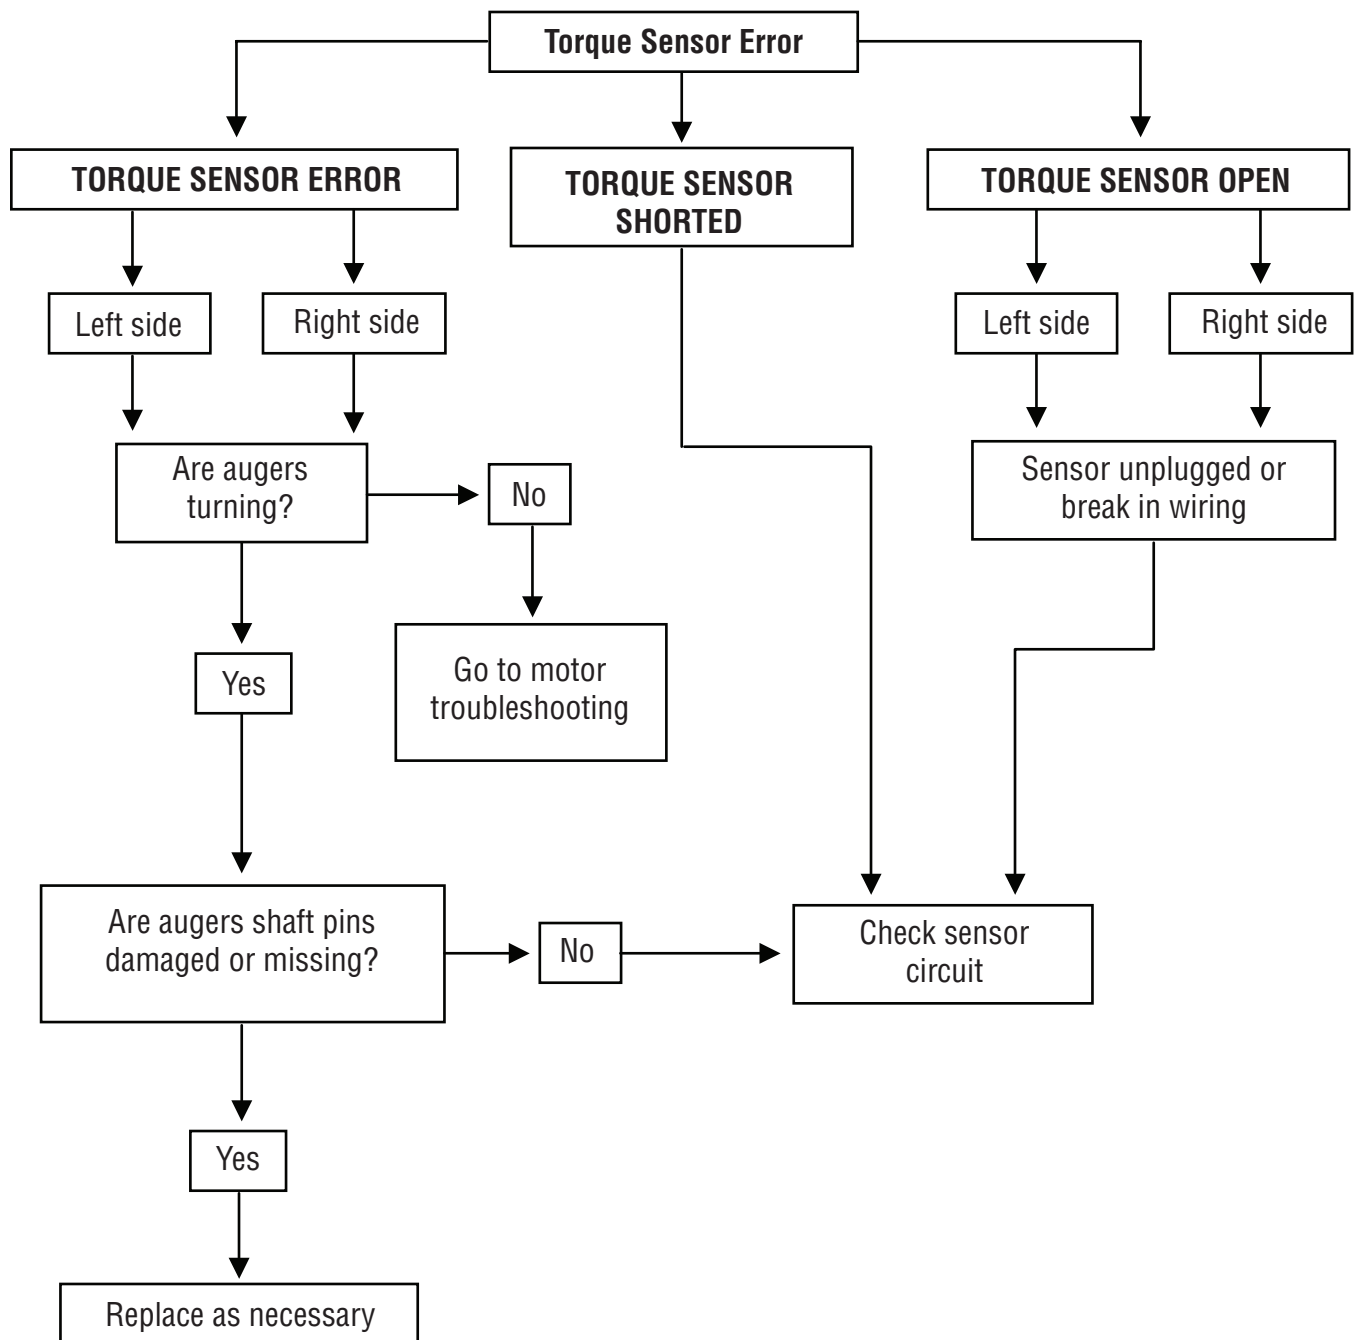 Torque Sensor Error
TORQUE SENSOR ERROR
TORQUE SENSOR
SHORTED
TORQUE SENSOR OPEN
Left side
Right side
Left side
Right side
Are augers
turning?
No
Sensor unplugged or
break in wiring
Yes
Go to motor
troubleshooting
Are augers shaft pins
damaged or missing?
No
Check sensor
circuit
Yes
Replace as necessary